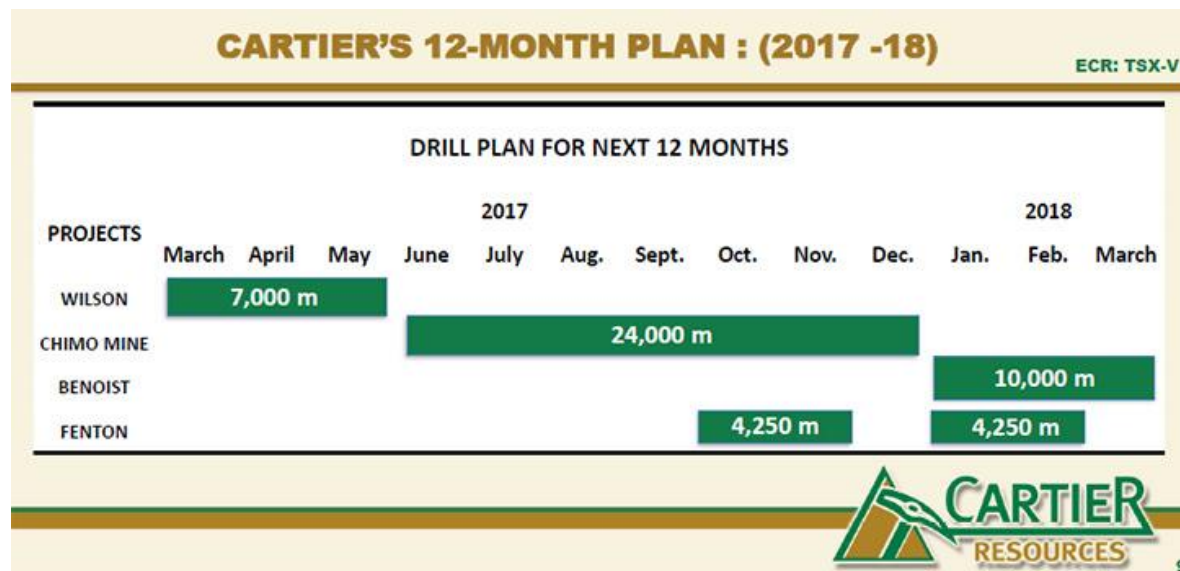 CARTIER'S 12-MONTH PLAN : (2017 -18)
ECR: TSX-V
DRILL PLAN FOR NEXT 12 MONTHS
2017 2018
PROJECTS
March April May June July Aug. Sept. Oct. Nov. Dec. Jan. Feb. March
WILSON 7,000 m
CHIMO MINE 24,000 m
BENOIST 10,000 m
FENTON 4,250 m 4,250 m
CARTIER
RESOURCES